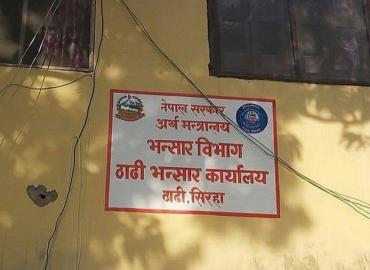 नेपाल सरकार
अर्थ मन्त्रालय
भन्सार विभाग
ठाढी भन्सार कार्यालय
ठाढी, सिरहा